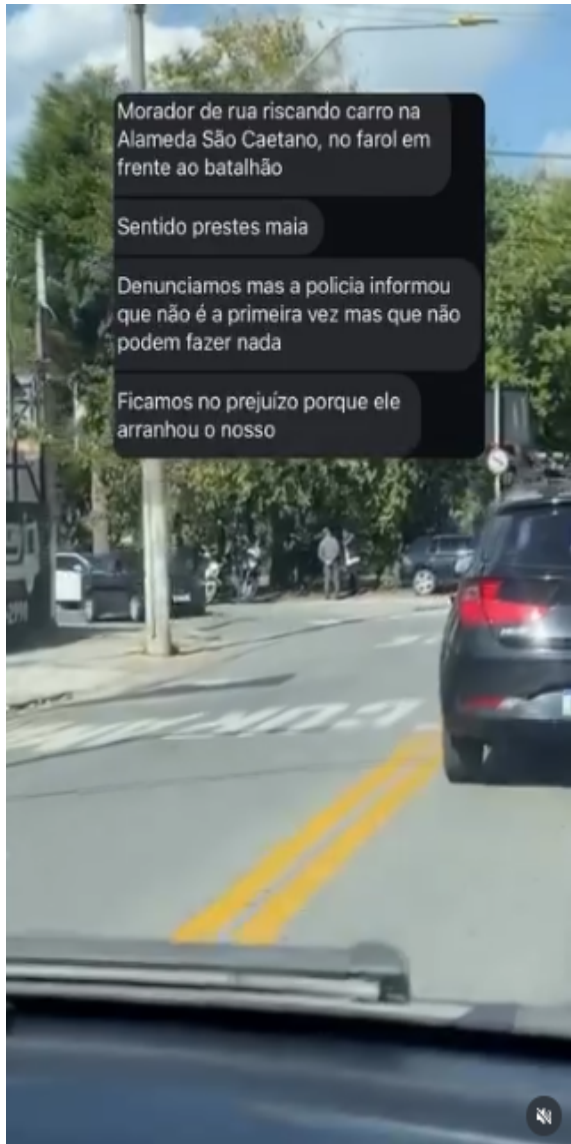 Morador de rua riscando carro na
Alameda São Caetano, no farol em
frente ao batalhão
Sentido prestes maia
Denunciamos mas a policia informou
que não é a primeira vez mas que não
podem fazer nada
Ficamos no prejuízo porque ele
arranhou o nosso